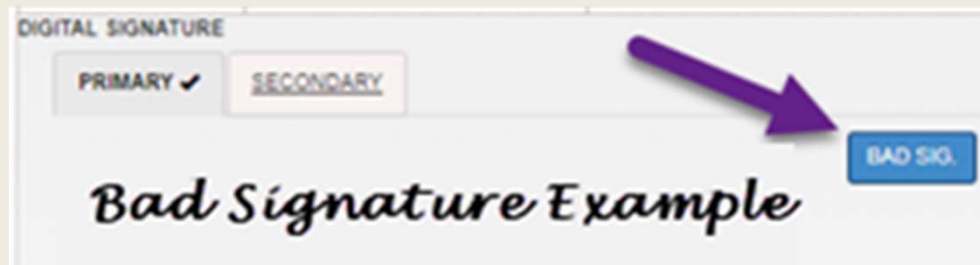 DIGITAL SIGNATURE
PRIMARY ✔ SECONDARY
BAD SIG.
Bad Signature Example